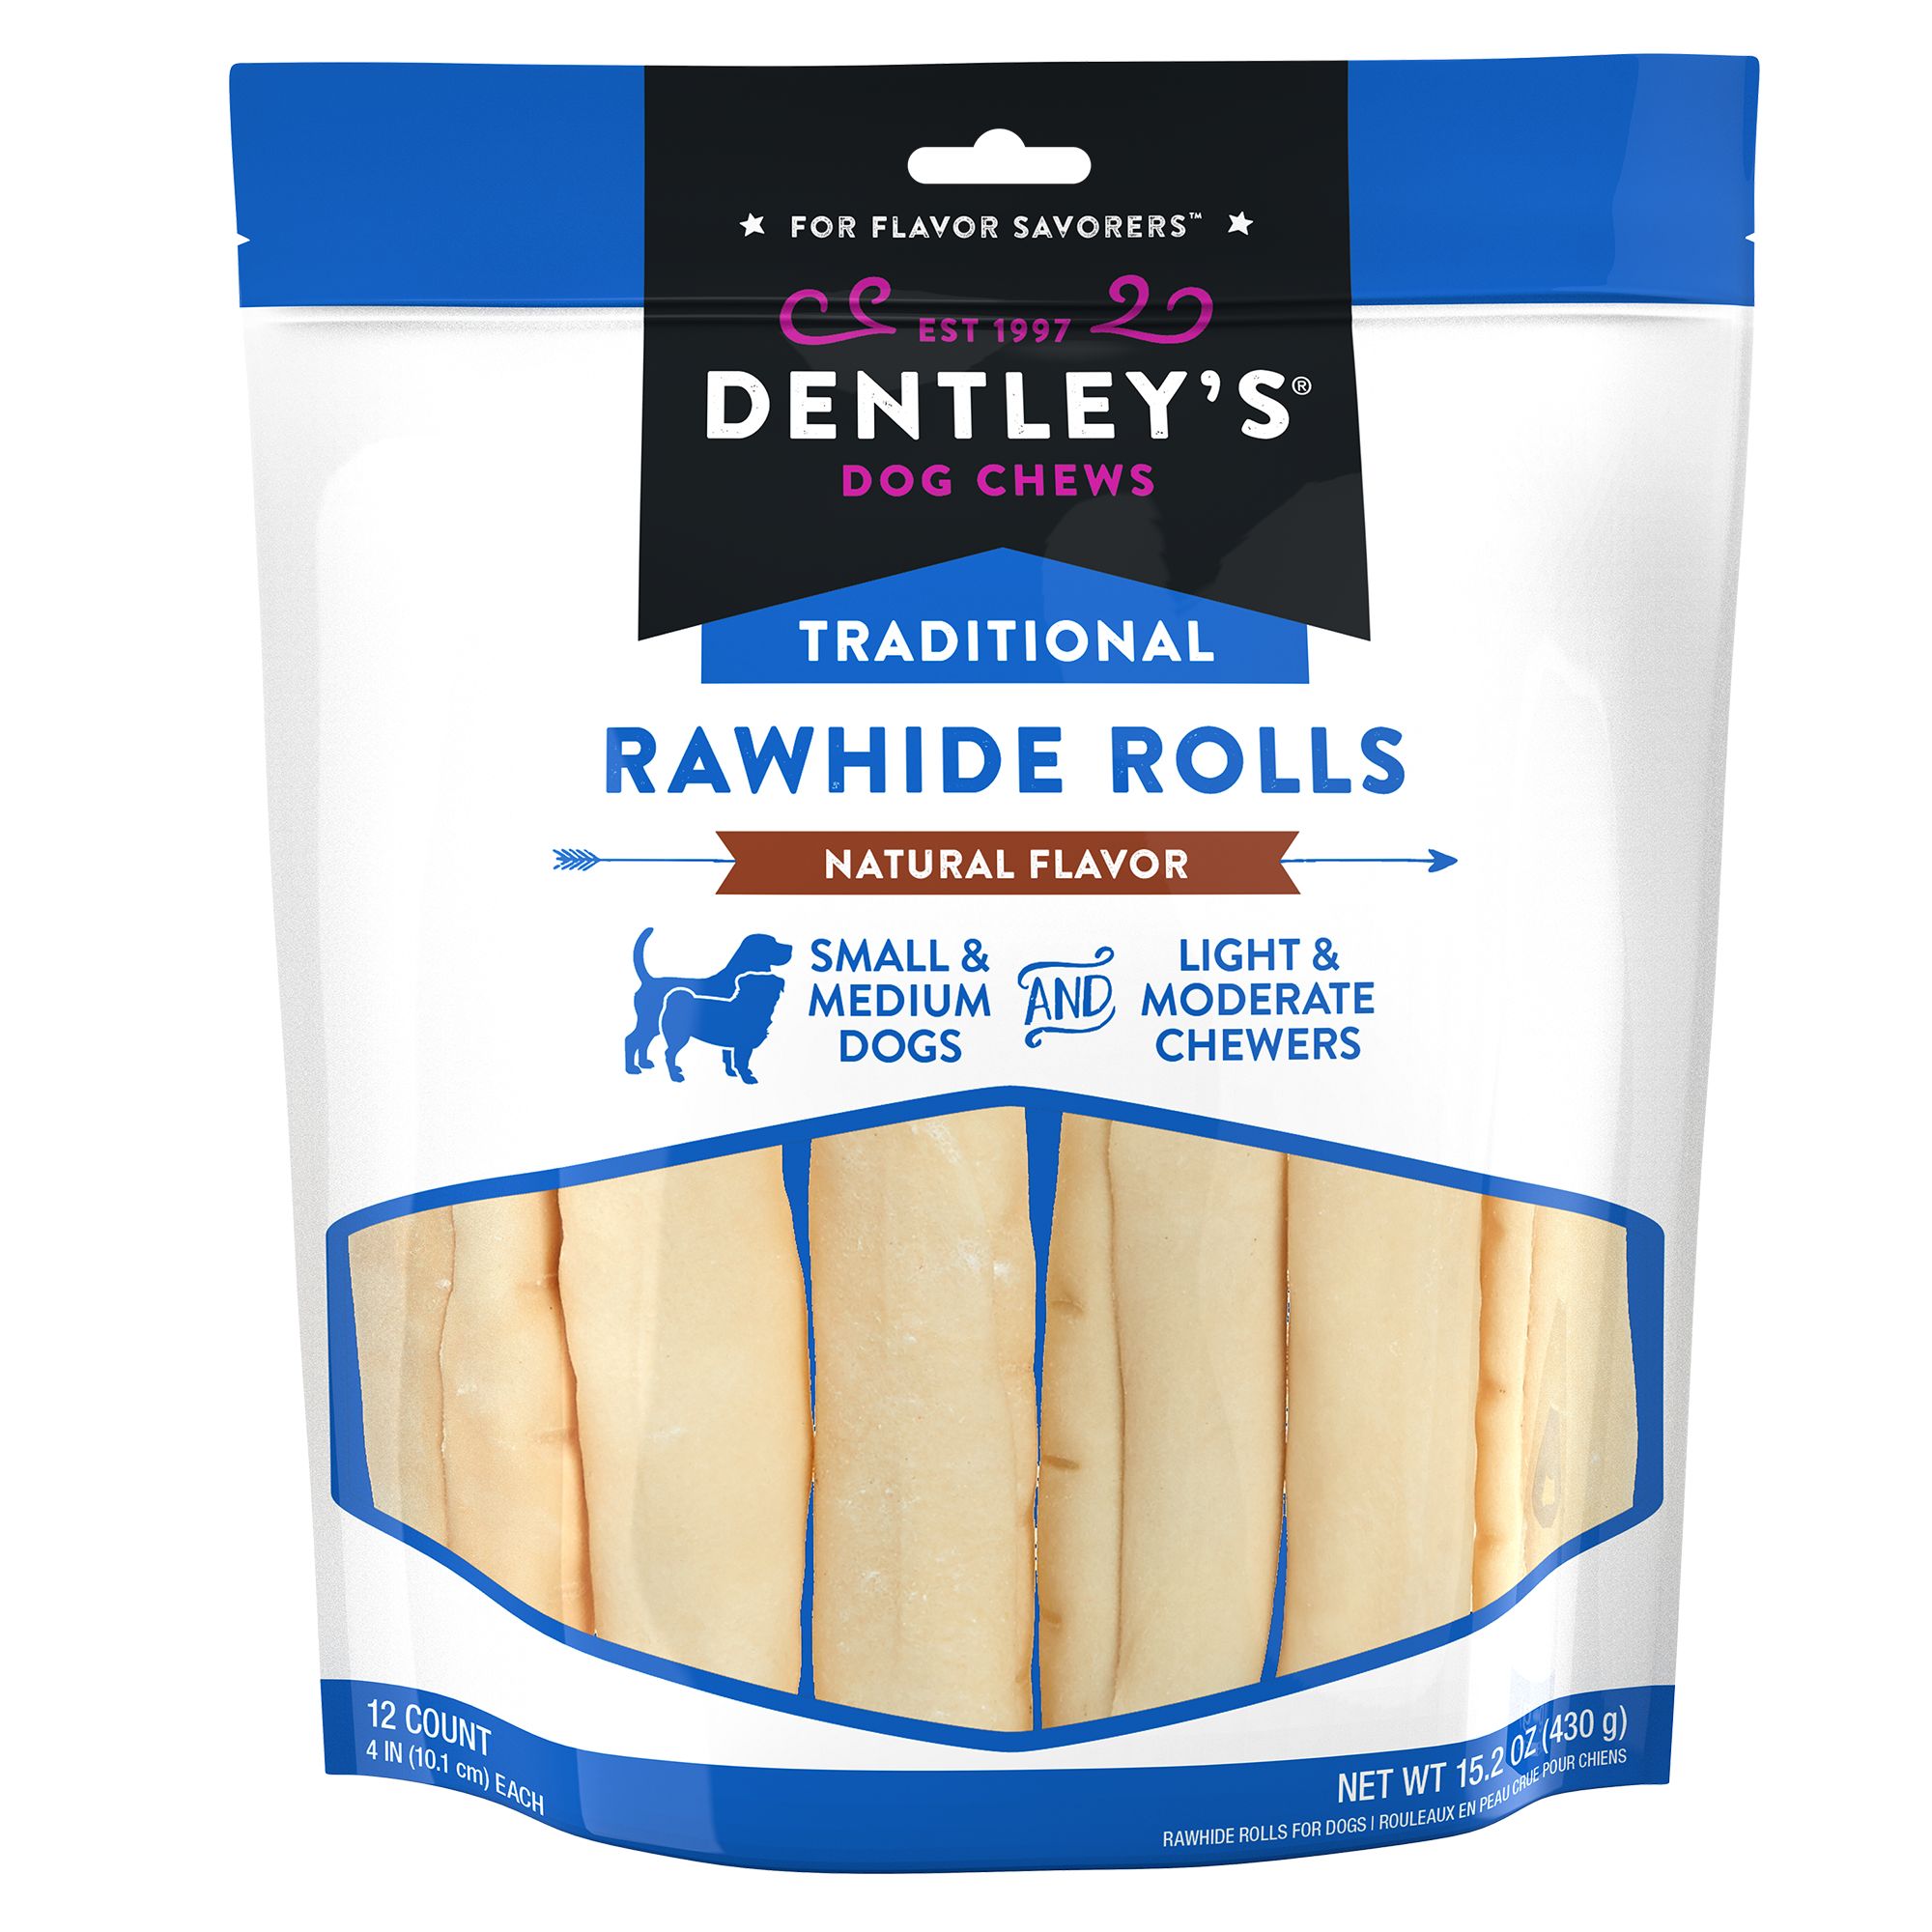 ★ FOR FLAVOR SAVORERS™ ★
EST 1997
DENTLEY'S®
DOG CHEWS
TRADITIONAL
RAWHIDE ROLLS
NATURAL FLAVOR
SMALL &
MEDIUM
DOGS
AND
LIGHT &
MODERATE
CHEWERS
12 COUNT
4 IN (10.1 cm) EACH
NET WT 15.2 OZ (430 g)
RAWHIDE ROLLS FOR DOGS | ROULEAUX EN PEAU CRUE POUR CHIENS